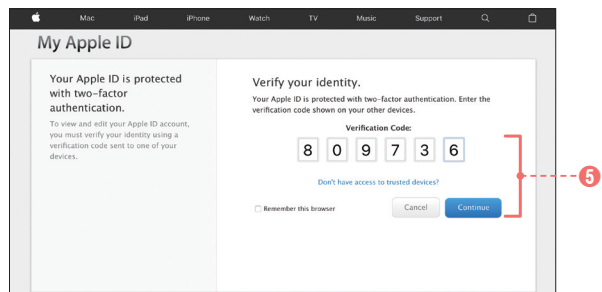 Mac iPad iPhone Watch TV Music Support
My Apple ID
Your Apple ID is protected
with two-factor
authentication.
To view and edit your Apple ID account,
you must verify your identity using a
verification code sent to one of your
devices.
Verify your identity.
Your Apple ID is protected with two-factor authentication. Enter the
verification code shown on your other devices.
Verification Code:
8 0 9 7 3 6
Don't have access to trusted devices?
Remember this browser
Cancel Continue
5